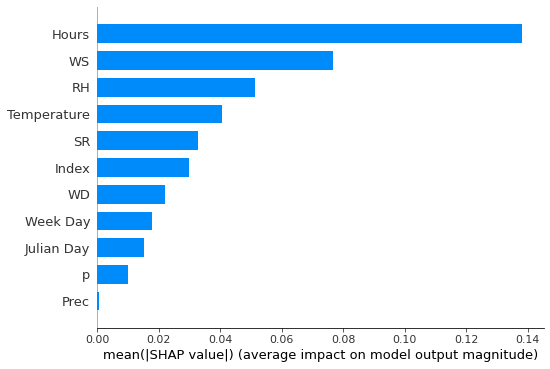 Hours
WS
RH
Temperature
SR
Index
WD
Week Day
Julian Day
p
Prec
0.00 0.02 0.04 0.06 0.08 0.10 0.12 0.14
mean(|SHAP value|) (average impact on model output magnitude)